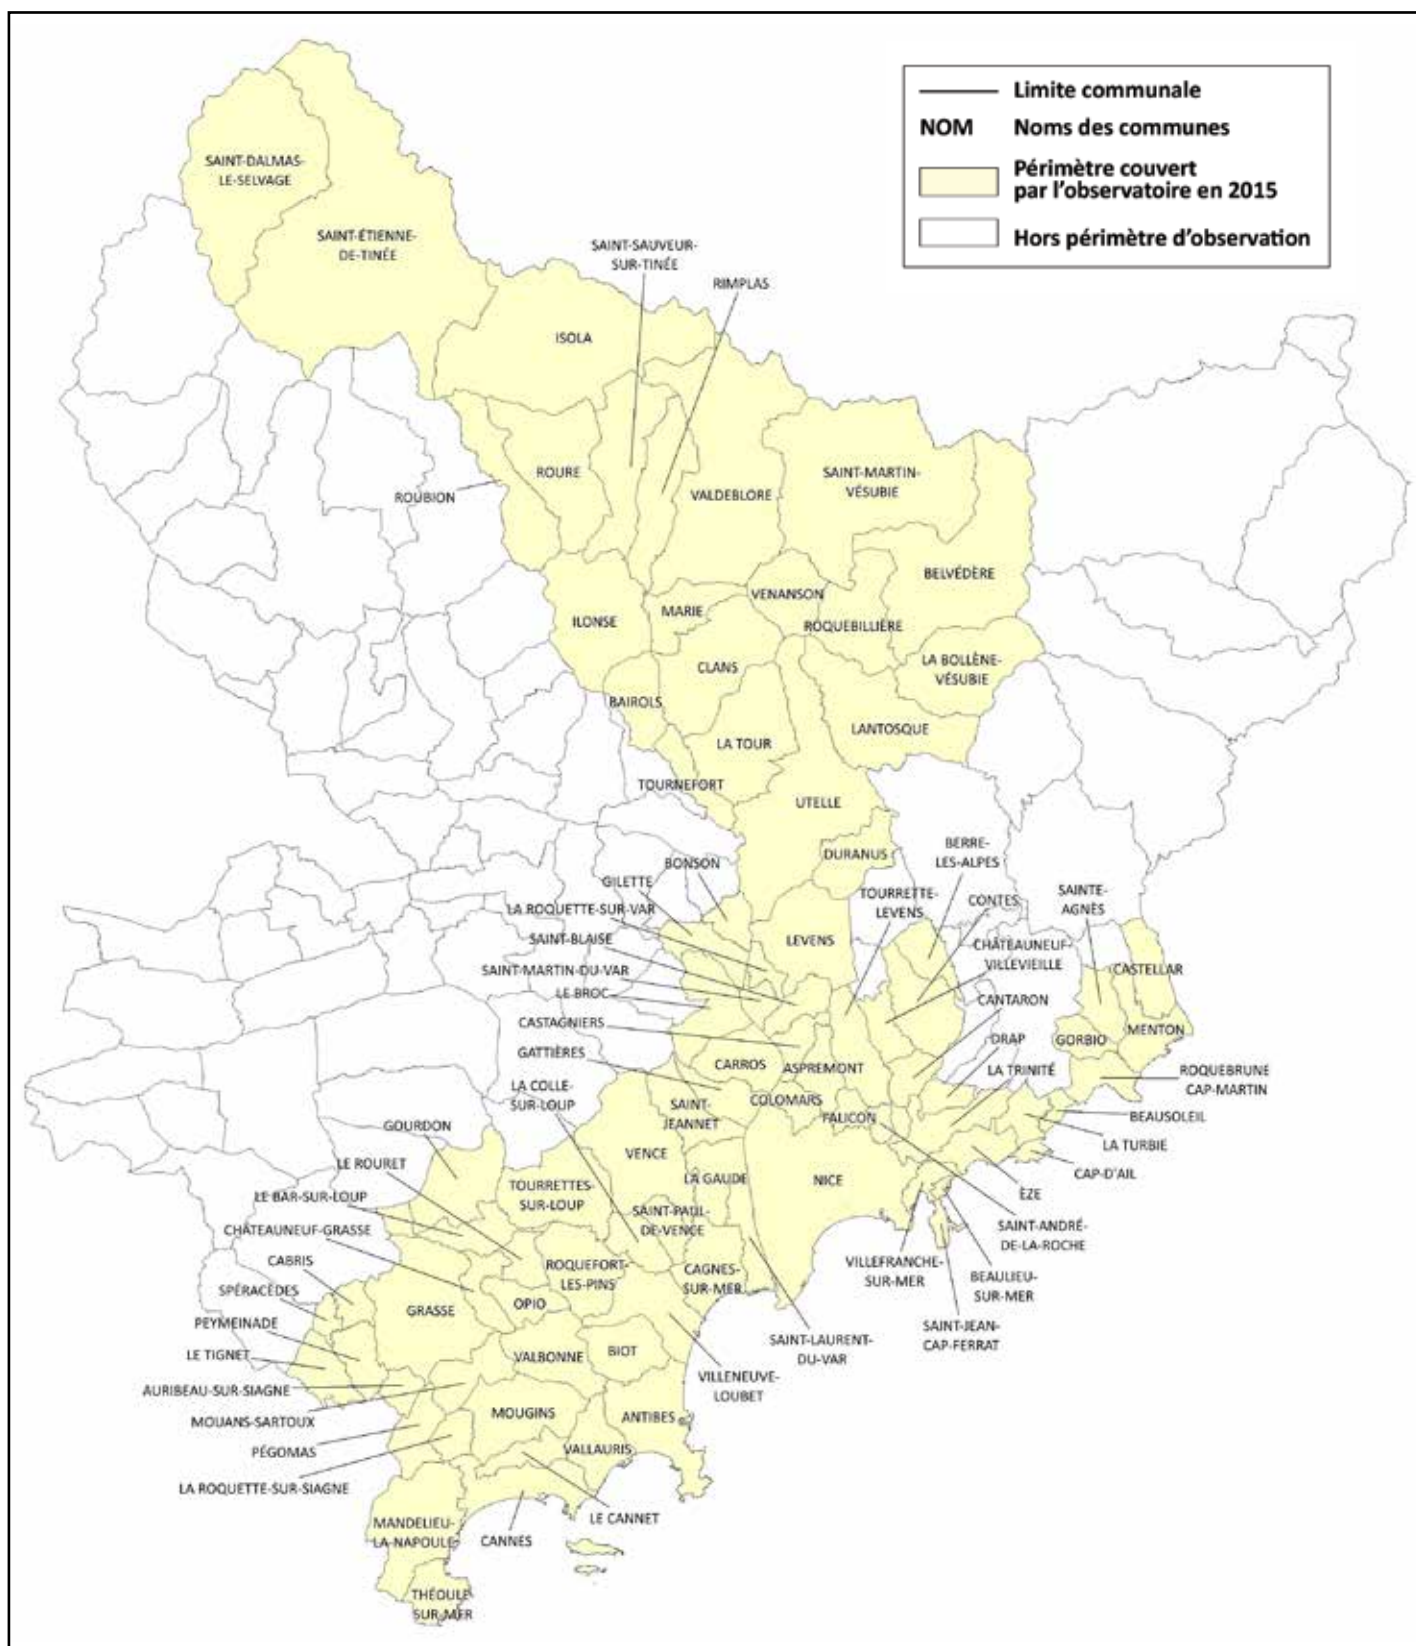 Limite communale
NOM Noms des communes
Périmètre couvert
par l'observatoire en 2015
Hors périmètre d'observation
SAINT-DALMAS-
LE-SELVAGE
SAINT-ÉTIENNE-
DE-TINÉE
SAINT-SAUVEUR-
SUR-TINÉE
RIMPLAS
ISOLA
ROURE
ROUBION
VALDEBLORE
SAINT-MARTIN-
VÉSUBIE
BELVÉDÈRE
VENANSON
MARIE
ILONSE
ROQUEBILLIÈRE
CLANS
LA BOLLÈNE-
VÉSUBIE
BAIROLS
LANTOSQUE
LA TOUR
TOURNEFORT
UTELLE
DURANUS
BERRE-
LES-ALPES
BONSON
GILETTE
TOURRETTE-
LEVENS
CONTES
SAINTE-
AGNÈS
LA ROQUETTE-SUR-VAR
SAINT-BLAISE
LEVENS
CHÂTEAUNEUF-
VILLEVIEILLE
CASTELLAR
SAINT-MARTIN-DU-VAR
LE BROC
CANTARON
CASTAGNIERS
MENTON
GORBIO
DRAP
GATTIÈRES
CARROS
ASPREMONT
LA TRINITÉ
ROQUEBRUNE
CAP-MARTIN
LA COLLE-
SUR-LOUP
SAINT-
JEANNET
COLOMARS
FALICON
BEAUSOLEIL
GOURDON
LA TURBIE
VENCE
LE ROURET
CAP-D'AIL
TOURRETTES-
SUR-LOUP
LA GAUDE
NICE
ÈZE
LE BAR-SUR-LOUP
SAINT-PAUL-
DE-VENCE
SAINT-ANDRÉ-
DE-LA-ROCHE
CHÂTEAUNEUF-GRASSE
CABRIS
ROQUEFORT-
LES-PINS
CAGNES-
SUR-MER
VILLEFRANCHE-
SUR-MER
BEAULIEU-
SUR-MER
SPÉRACÈDES
GRASSE
OPIO
PEYMEINADE
SAINT-JEAN-
CAP-FERRAT
SAINT-LAURENT-
DU-VAR
LE TIGNET
VALBONNE
BIOT
VILLENEUVE-
LOUBET
AURIBEAU-SUR-SIAGNE
MOUANS-SARTOUX
MOUGINS
ANTIBES
PÉGOMAS
VALLAURIS
LA ROQUETTE-SUR-SIAGNE
LE CANNET
MANDELIEU-
LA-NAPOULE
CANNES
THÉOULE-
SUR-MER